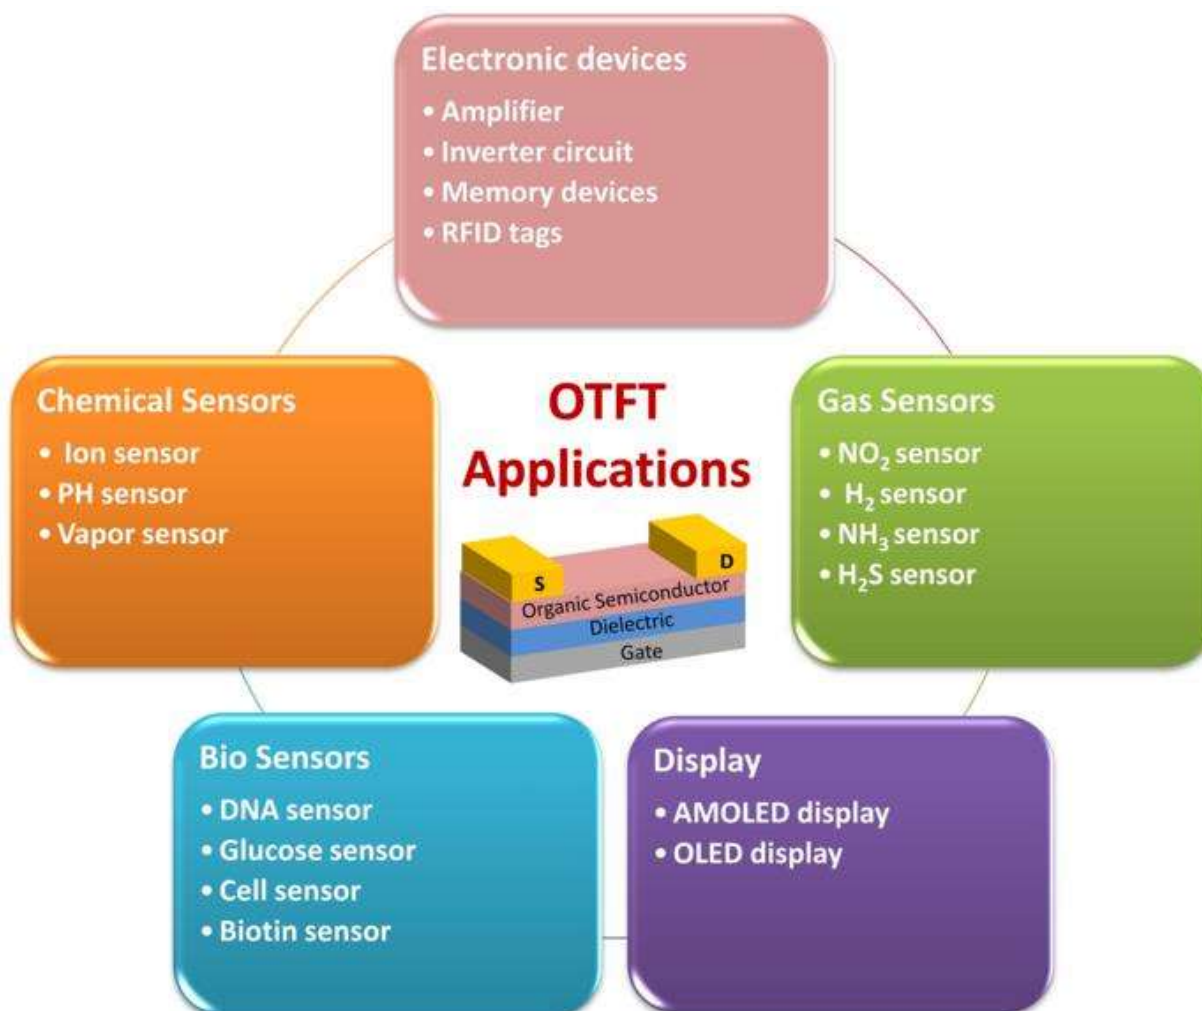 Electronic devices
• Amplifier
• Inverter circuit
• Memory devices
• RFID tags
Chemical Sensors
• Ion sensor
• PH sensor
• Vapor sensor
OTFT
Applications
S
D
Organic Semiconductor
Dielectric
Gate
Gas Sensors
• NO₂ sensor
• H₂ sensor
• NH₃ sensor
• H₂S sensor
Bio Sensors
• DNA sensor
• Glucose sensor
• Cell sensor
• Biotin sensor
Display
• AMOLED display
• OLED display